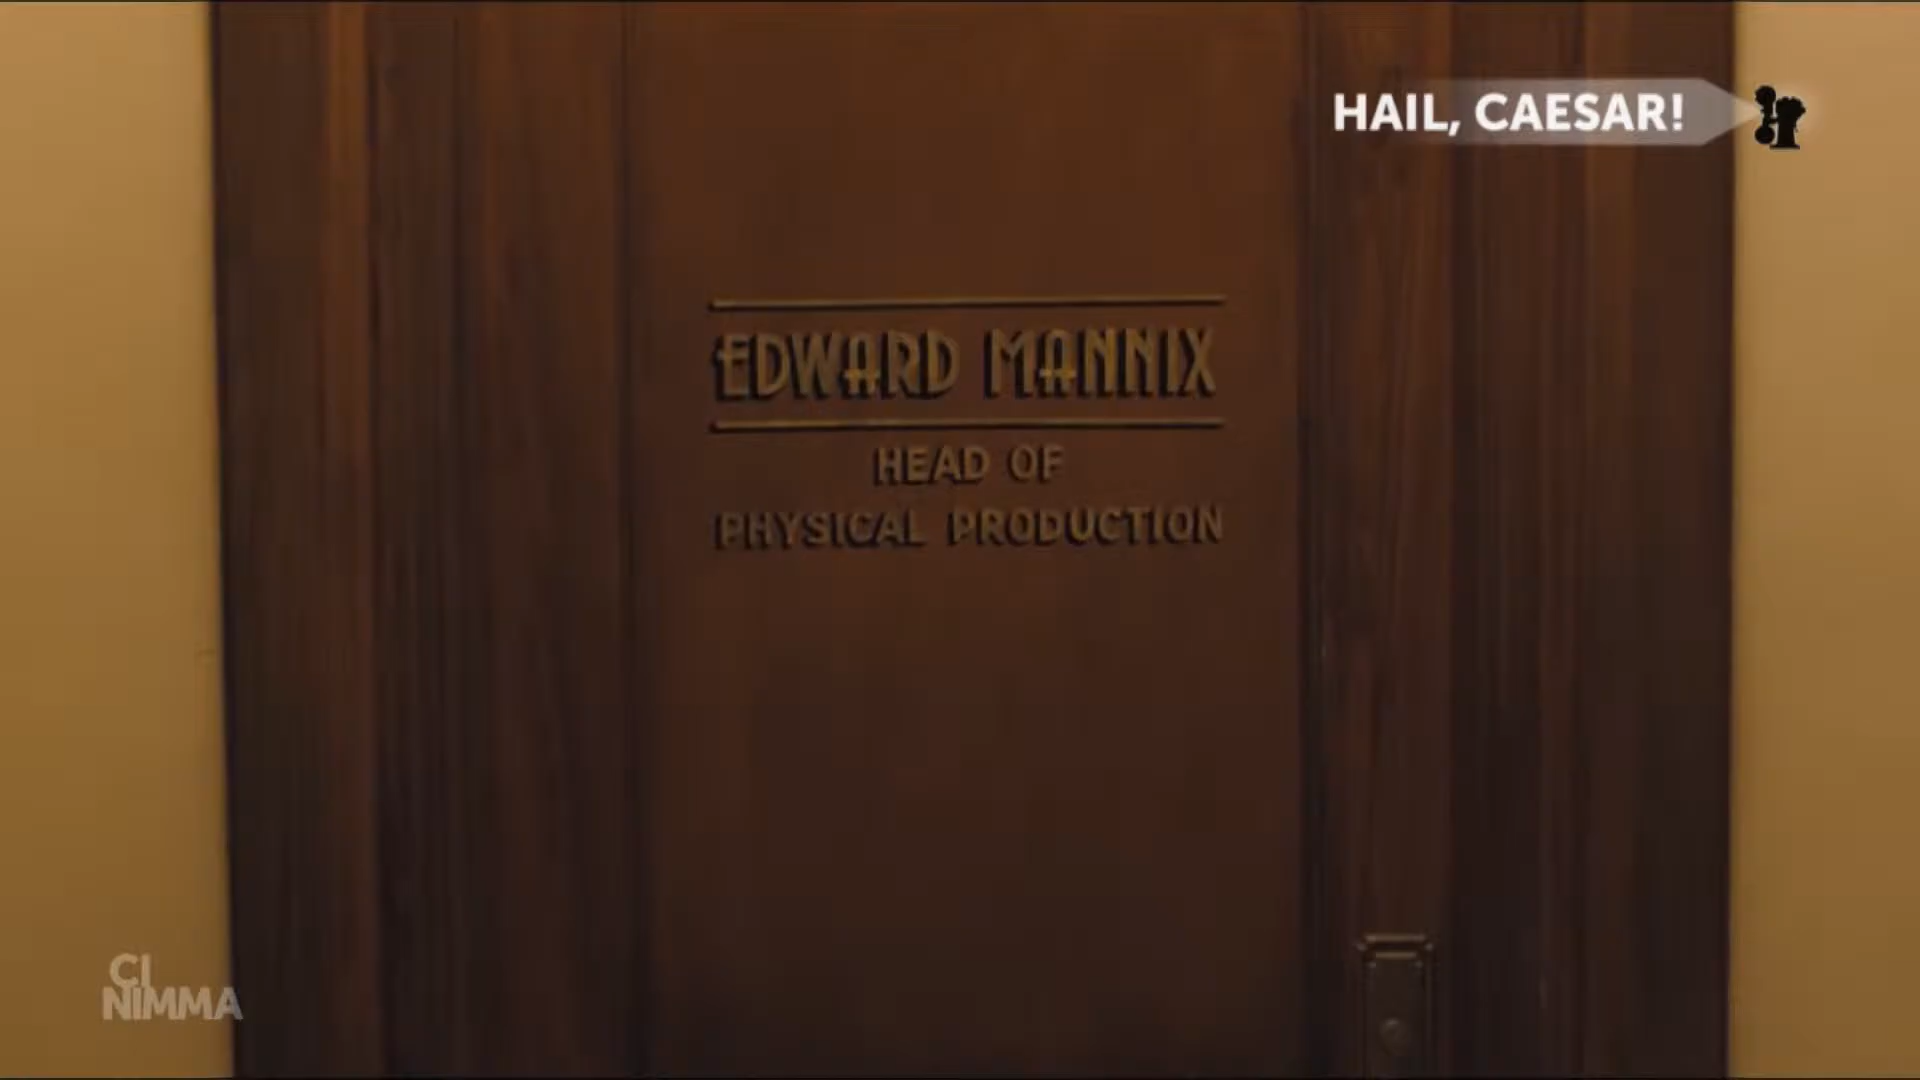 HAIL, CAESAR!
EDWARD MANNIX
HEAD OF
PHYSICAL PRODUCTION
CI
NIMMA